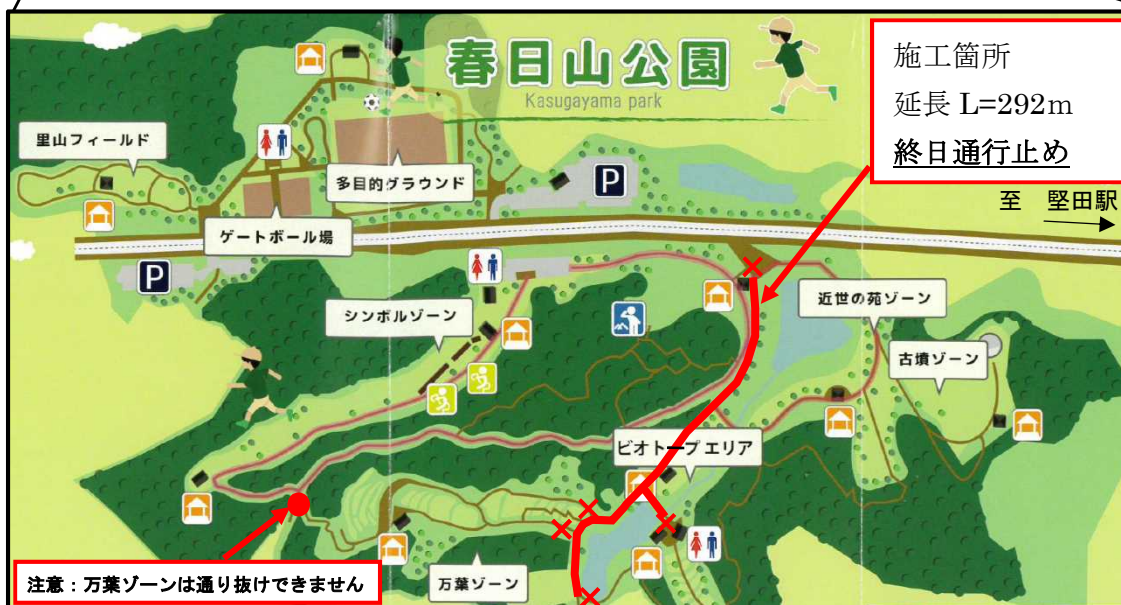 春日山公園
Kasugayama park
施工箇所
延長 L=292m
終日通行止め
至 堅田駅
里山フィールド
多目的グラウンド
P
ゲートボール場
P
シンボルゾーン
近世の苑ゾーン
古墳ゾーン
ビオトープエリア
万葉ゾーン
注意：万葉ゾーンは通り抜けできません